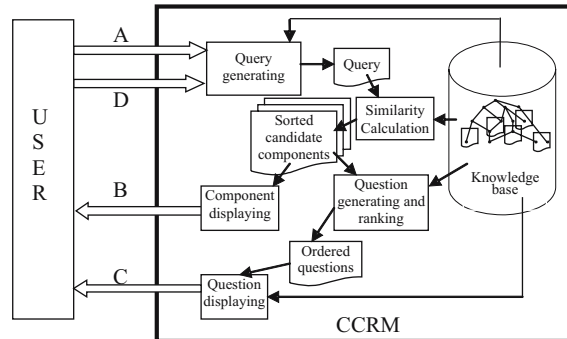 A
D
U
S
E
R
B
C
Query
generating
Query
Similarity
Calculation
Sorted
candidate
components
Knowledge
base
Component
displaying
Question
generating and
ranking
Ordered
questions
Question
displaying
CCRM